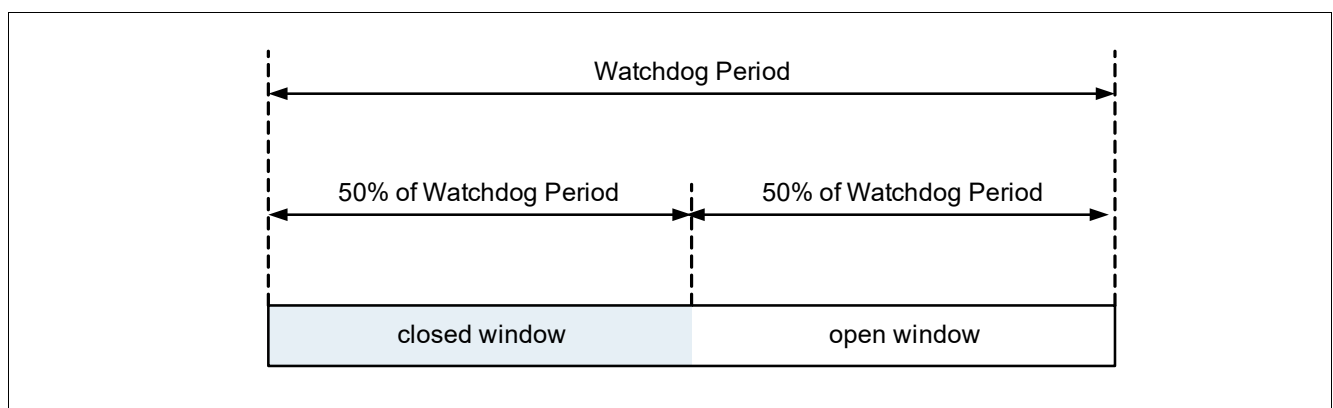 Watchdog Period
50% of Watchdog Period
50% of Watchdog Period
closed window
open window